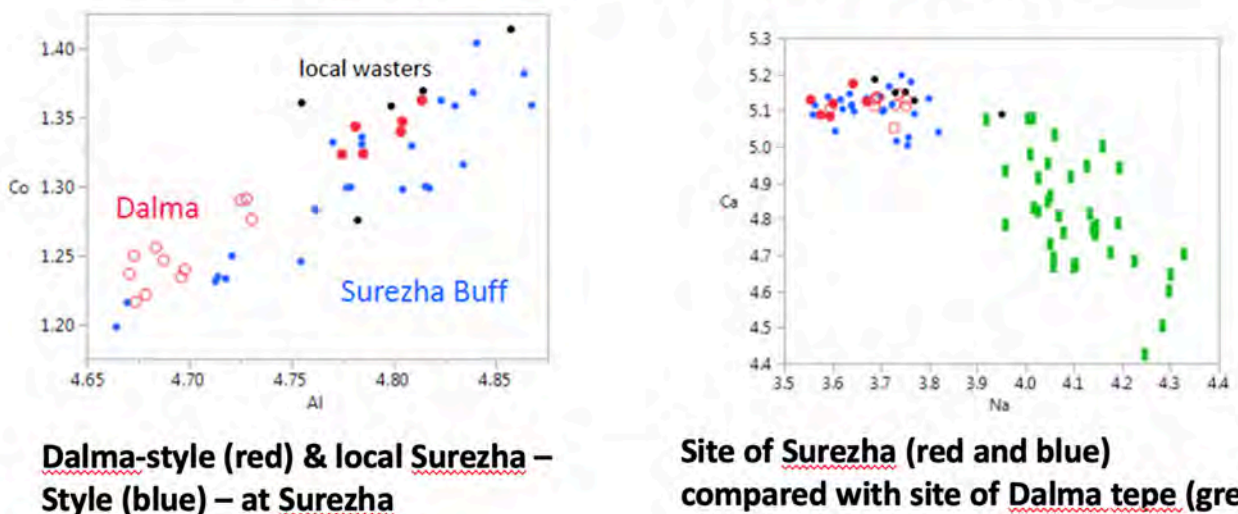 1.40
1.35
Co 1.30
1.25
1.20
4.65 4.70 4.75 4.80 4.85
Al
local wasters
Dalma
Surezha Buff
Dalma-style (red) & local Surezha –
Style (blue) – at Surezha
5.3
5.2
5.1
5.0
Ca 4.9
4.8
4.7
4.6
4.5
4.4
3.5 3.6 3.7 3.8 3.9 4.0 4.1 4.2 4.3 4.4
Na
Site of Surezha (red and blue)
compared with site of Dalma tepe (gre